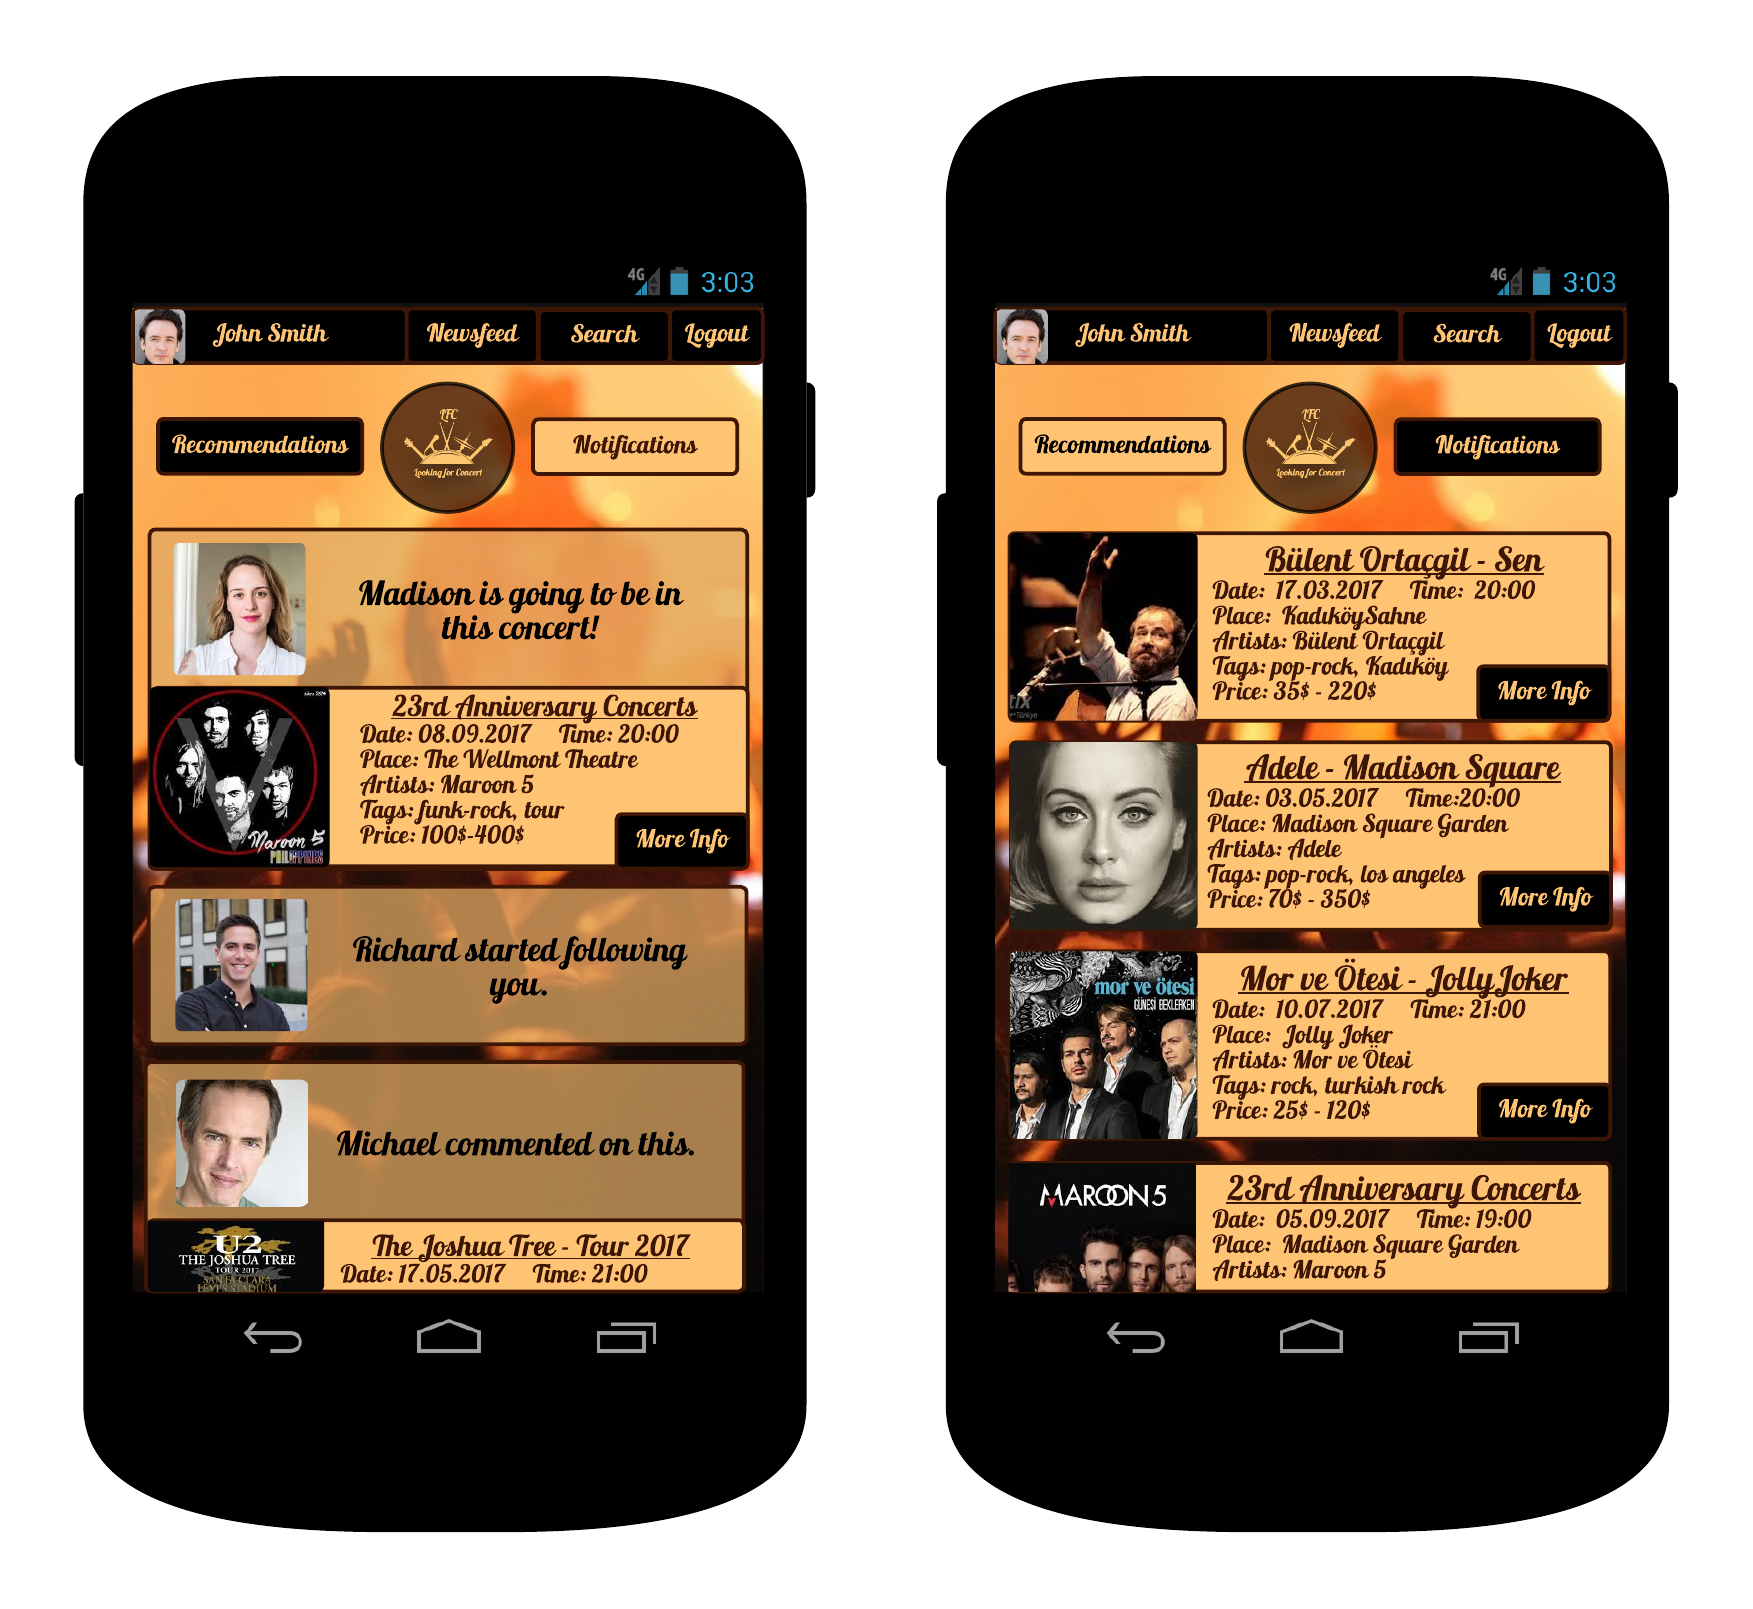 4G 3:03
John Smith Newsfeed Search Logout
Recommendations
LFC
Looking for Concert
Notifications
Madison is going to be in
this concert!
23rd Anniversary Concerts
Date: 08.09.2017 Time: 20:00
Place: The Wellmont Theatre
Artists: Maroon 5
Tags: funk-rock, tour
Price: 100$-400$
More Info
V
Maroon 5
PHILIPPINES
Richard started following
you.
Michael commented on this.
U2
THE JOSHUA TREE
TOUR 2017
SANTA CLARA
LEVI'S STADIUM
The Joshua Tree - Tour 2017
Date: 17.05.2017 Time: 21:00
4G 3:03
John Smith Newsfeed Search Logout
Recommendations
LFC
Looking for Concert
Notifications
tix
Türkiye
Bülent Ortaçgil - Sen
Date: 17.03.2017 Time: 20:00
Place: KadıköySahne
Artists: Bülent Ortaçgil
Tags: pop-rock, Kadıköy
Price: 35$ - 220$
More Info
Adele - Madison Square
Date: 03.05.2017 Time:20:00
Place: Madison Square Garden
Artists: Adele
Tags: pop-rock, los angeles
Price: 70$ - 350$
More Info
mor ve ötesi
GÜNEŞİ BEKLERKEN
Mor ve Ötesi - JollyJoker
Date: 10.07.2017 Time: 21:00
Place: Jolly Joker
Artists: Mor ve Ötesi
Tags: rock, turkish rock
Price: 25$ - 120$
More Info
MAROON 5
23rd Anniversary Concerts
Date: 05.09.2017 Time: 19:00
Place: Madison Square Garden
Artists: Maroon 5